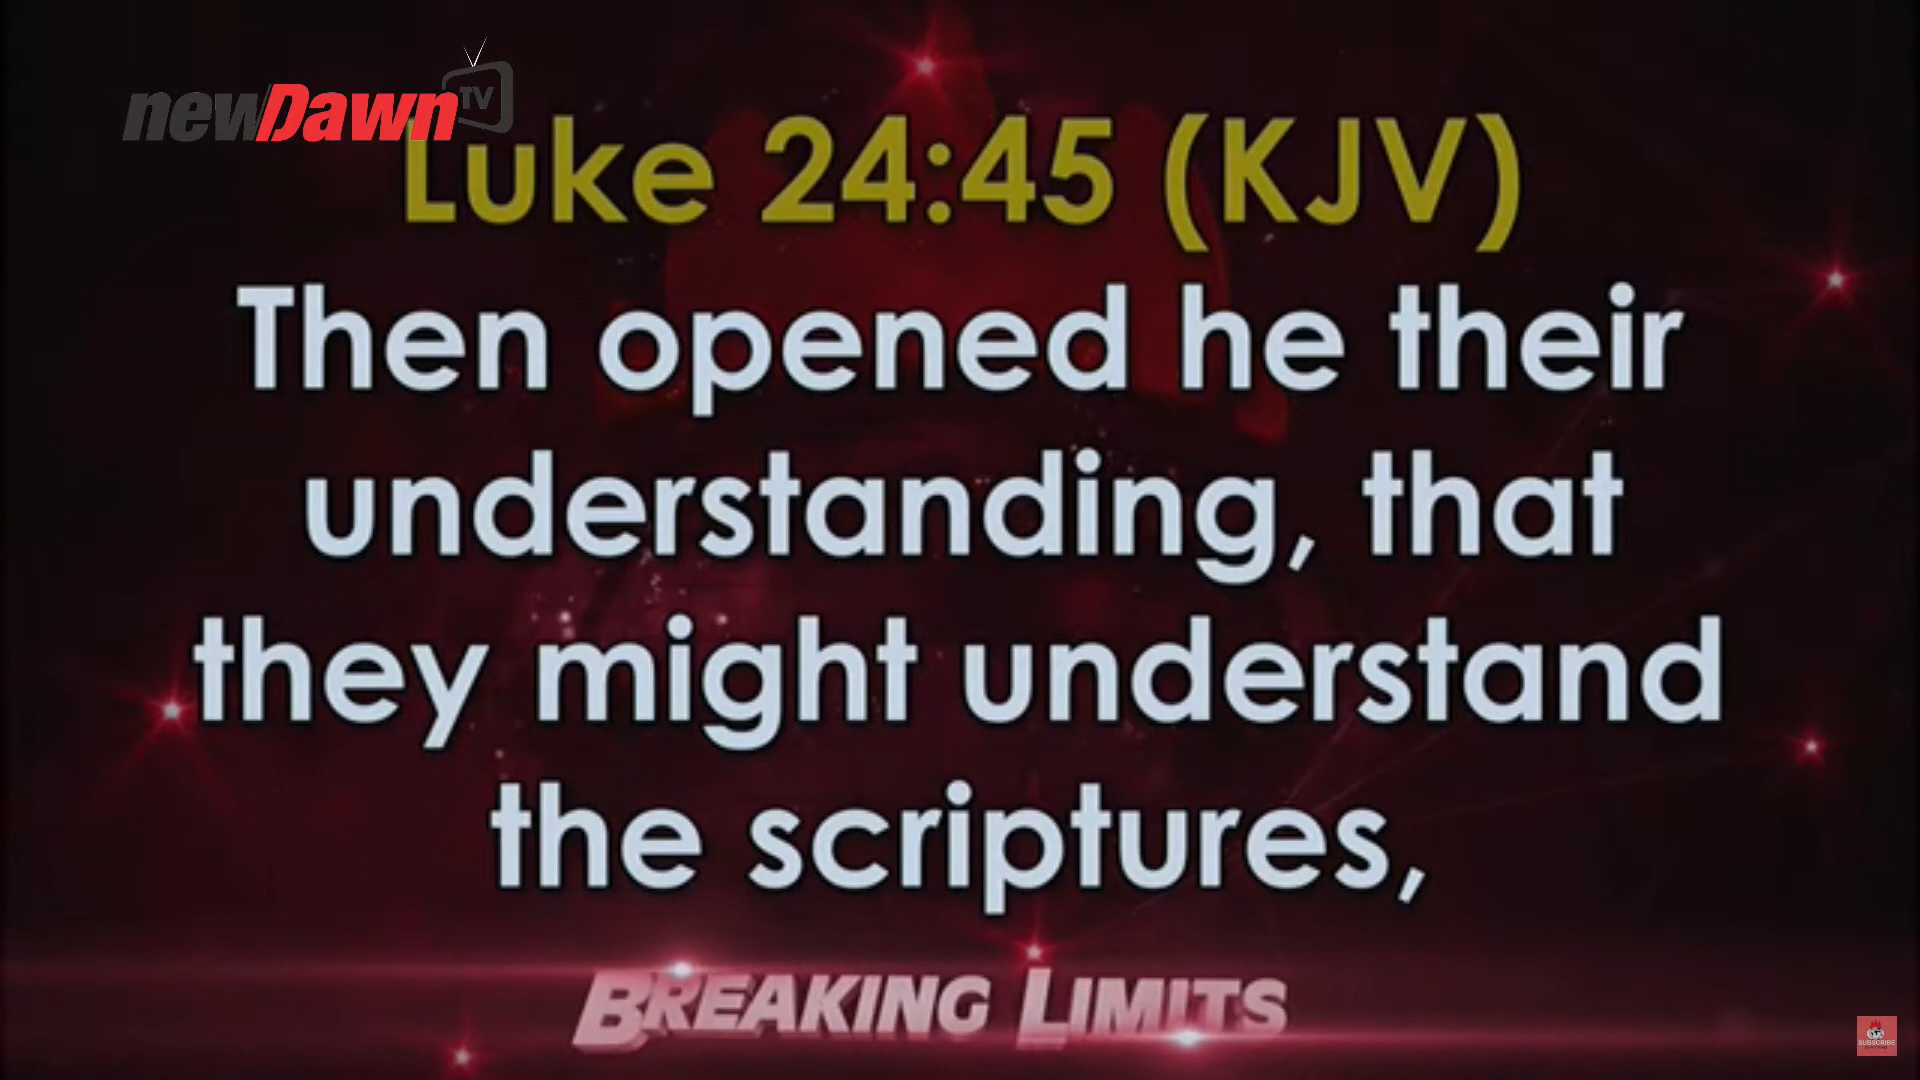 newDawn TV
Luke 24:45 (KJV)
Then opened he their
understanding, that
they might understand
the scriptures,
BREAKING LIMITS
SUBSCRIBE